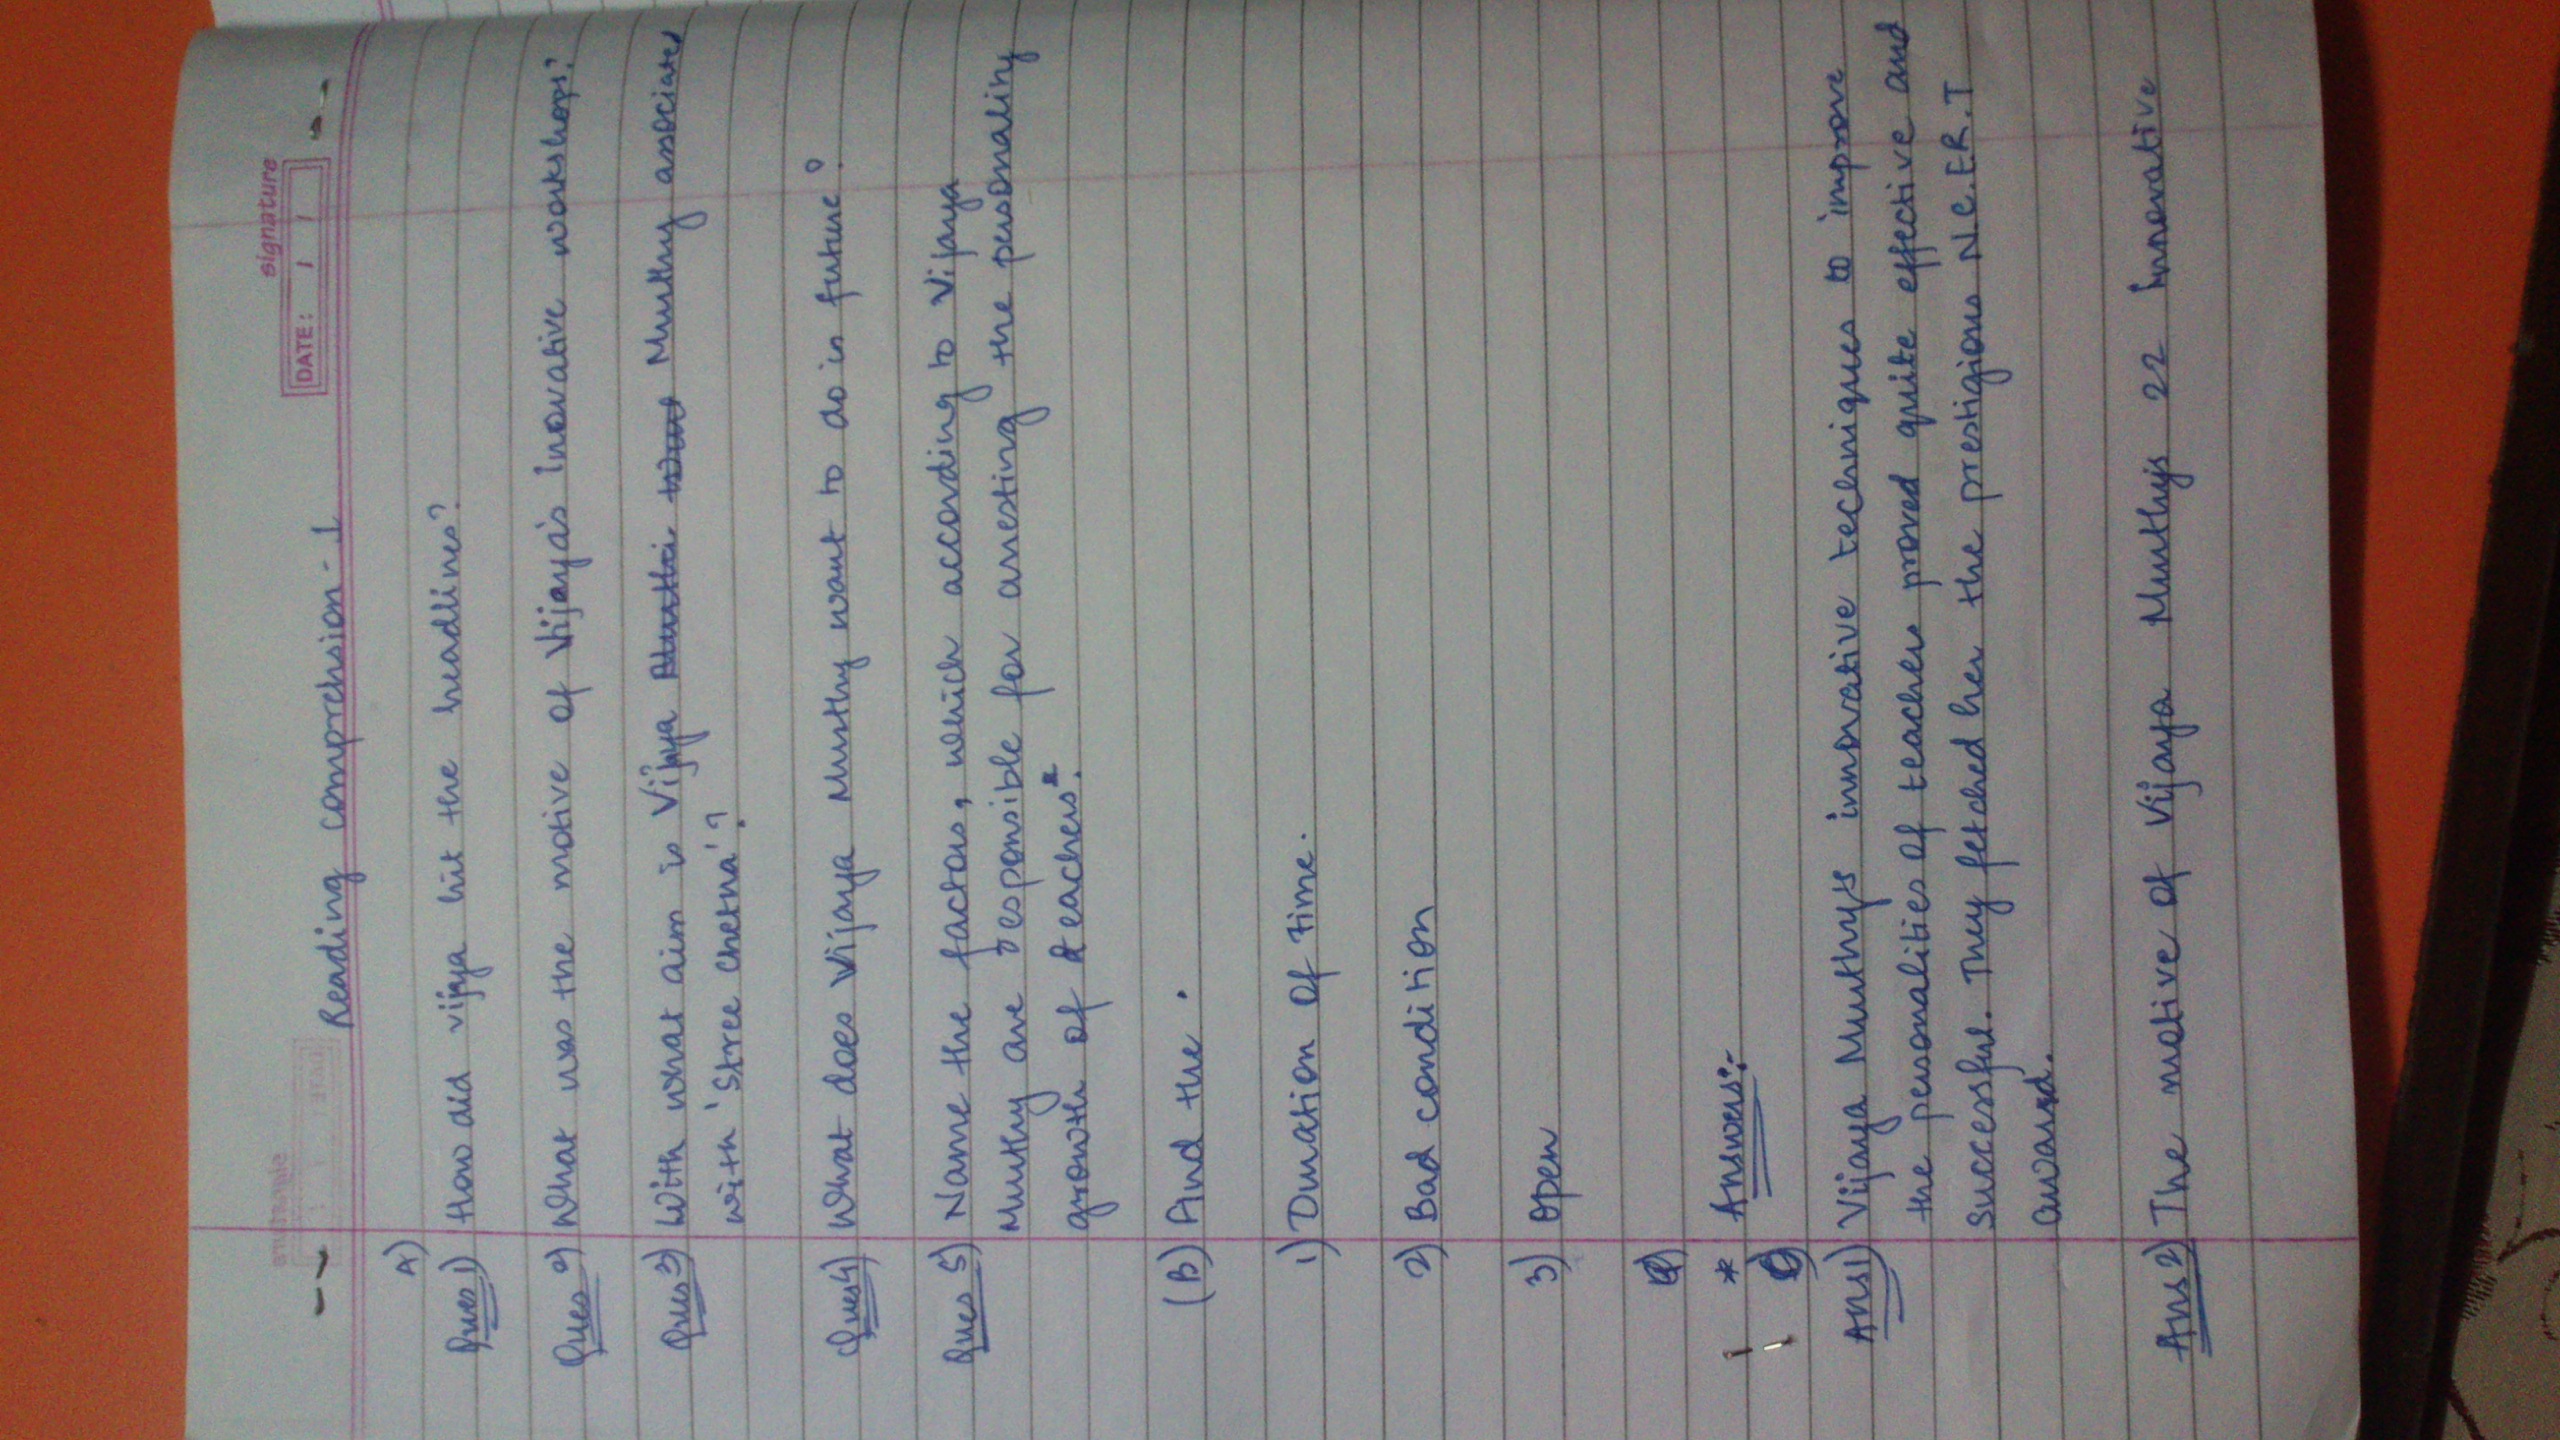 signature
DATE: / /
Reading comprehsion - 1
A)
Ques 1) How did vijya hit the headlines?
Ques 2) What was the motive of Vijaya's Inovative workshops?
Ques 3) With what aim is Vijya Murthy associated
with 'Stree Chetna'?
Ques 4) What does Vijaya Murthy want to do in future?
Ques 5) Name the factors, which according to Vijaya
Murthy are responsible for arresting the personality
growth of teachers?
(B) Find the .
1) Duration of time.
2) Bad condition
3) open
* Answers:-
Ans 1) Vijaya Murthy's innovative techniques to improve
the personalities of teachers proved quite effective and
successful. They fetched her the prestigious N.C.ER.T
award.
Ans 2) The motive of Vijaya Murthy's 22 Innovative